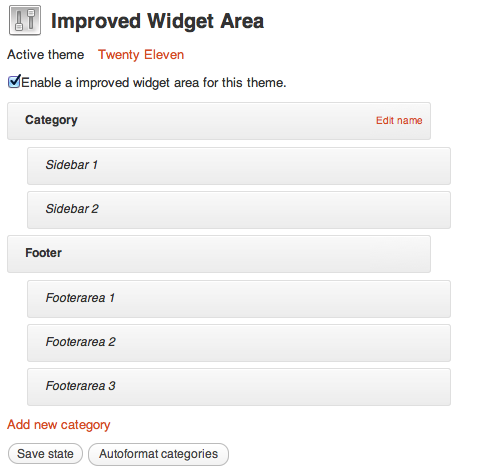 Improved Widget Area
Active theme Twenty Eleven
Enable a improved widget area for this theme.
Category Edit name
Sidebar 1
Sidebar 2
Footer
Footerarea 1
Footerarea 2
Footerarea 3
Add new category
Save state Autoformat categories